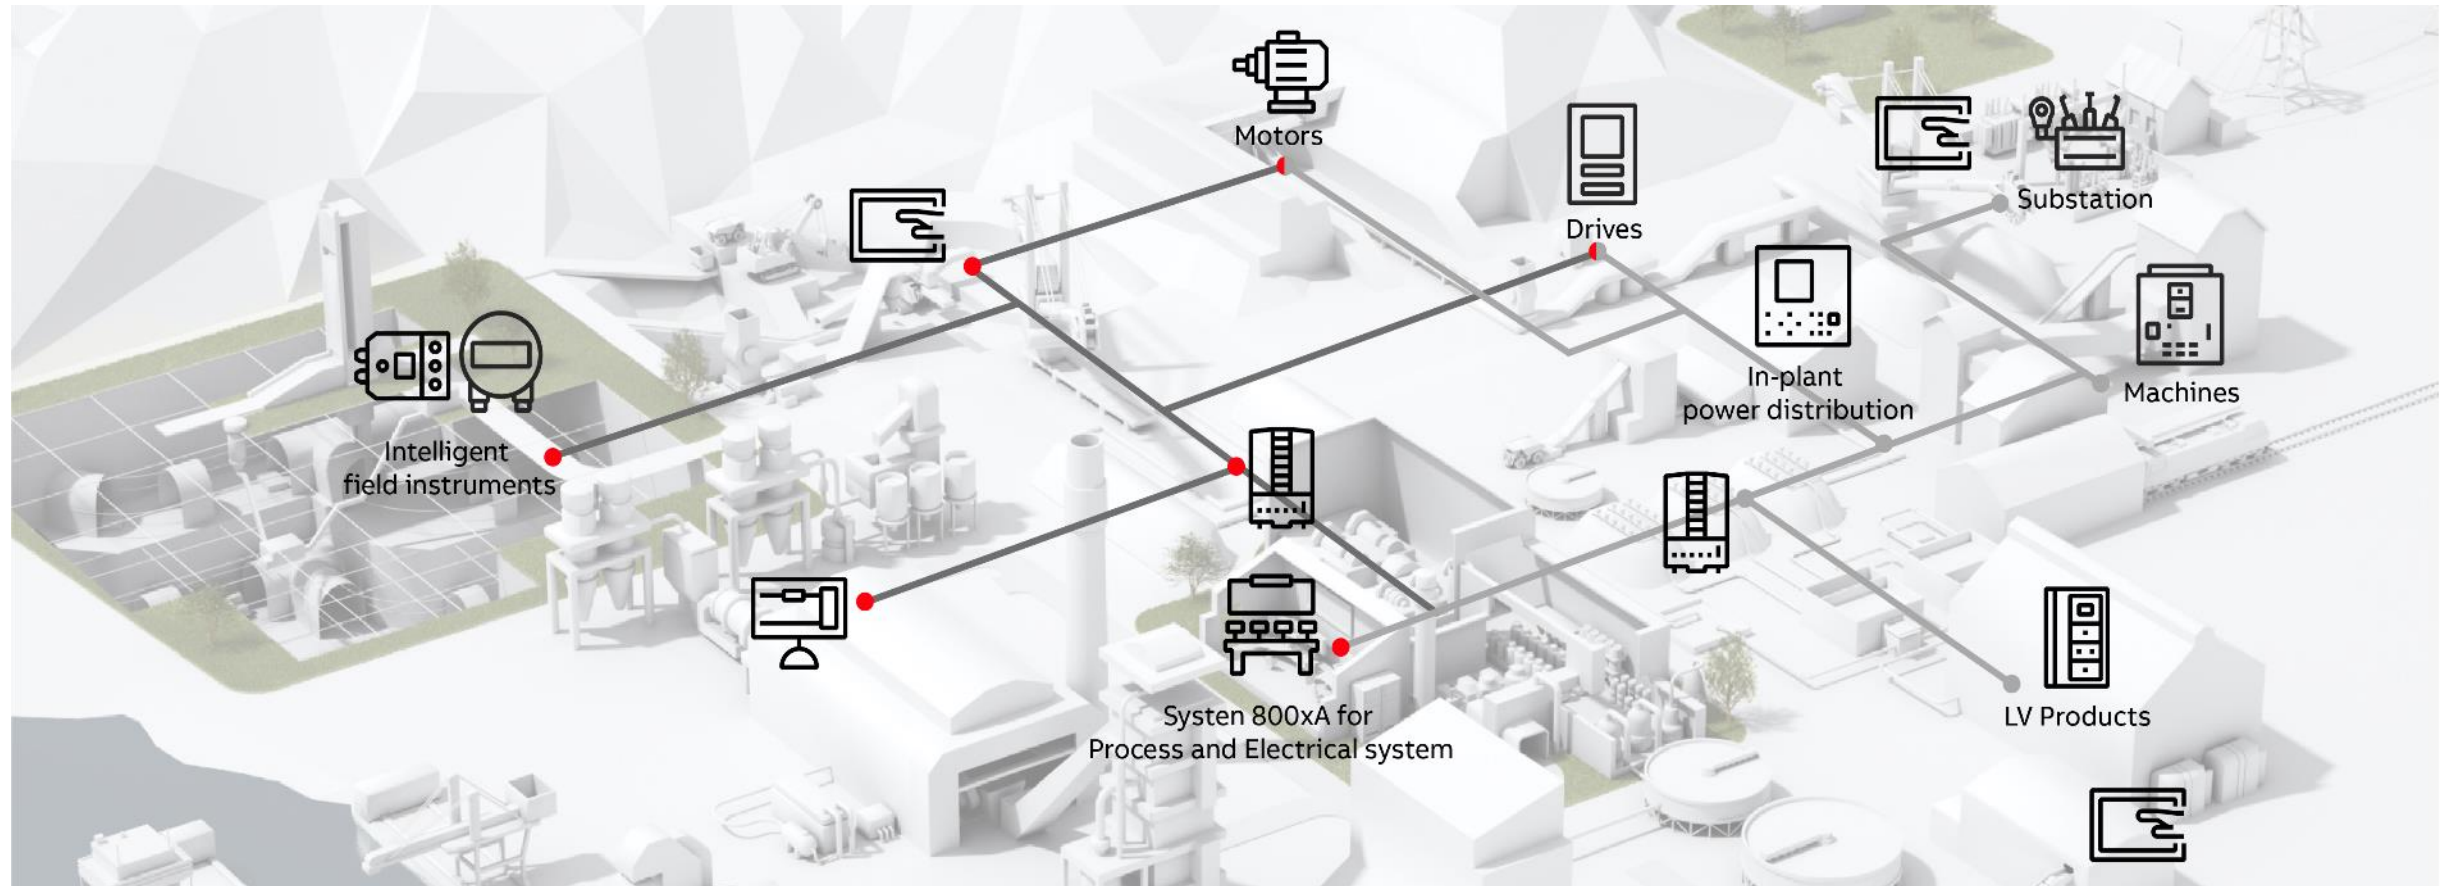 Motors
Drives
Substation
In-plant
power distribution
Machines
Intelligent
field instruments
Systen 800xA for
Process and Electrical system
LV Products